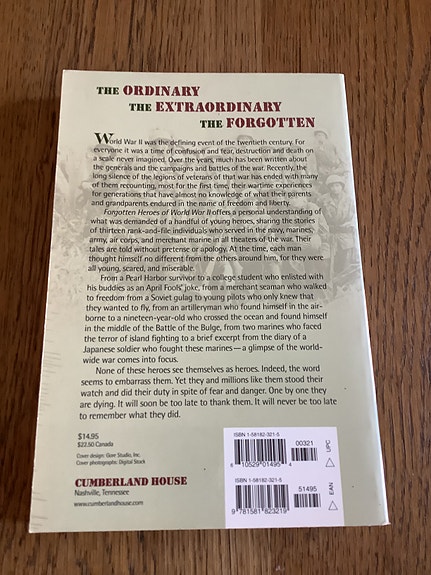 THE ORDINARY
THE EXTRAORDINARY
THE FORGOTTEN
World War II was the defining event of the twentieth century. For
everyone it was a time of confusion and fear, destruction and death on
a scale never imagined. Over the years, much has been written about
the generals and the campaigns and battles of the war. Recently, the
long silence of the legions of veterans of that war has ended with many
of them recounting, most for the first time, their wartime experiences
for generations that have almost no knowledge of what their parents
and grandparents endured in the name of freedom and liberty.
Forgotten Heroes of World War II offers a personal understanding of
what was demanded of a handful of young heroes, sharing the stories
of thirteen rank-and-file individuals who served in the navy, marines,
army, air corps, and merchant marine in all theaters of the war. Their
tales are told without pretense or apology. At the time, each man
thought himself no different from the others around him, for they were
all young, scared, and miserable.
From a Pearl Harbor survivor to a college student who enlisted with
his buddies as an April Fools' joke, from a merchant seaman who walked
to freedom from a Soviet gulag to young pilots who only knew that
they wanted to fly, from an artilleryman who found himself in the air-
borne to a nineteen-year-old who crossed the ocean and found himself
in the middle of the Battle of the Bulge, from two marines who faced
the terror of island fighting to a brief excerpt from the diary of a
Japanese soldier who fought these marines—a glimpse of the world-
wide war comes into focus.
None of these heroes see themselves as heroes. Indeed, the word
seems to embarrass them. Yet they and millions like them stood their
watch and did their duty in spite of fear and danger. One by one they
are dying. It will soon be too late to thank them. It will never be too late
to remember what they did.
$14.95
$22.50 Canada
Cover design: Gore Studio, Inc.
Cover photographs: Digital Stock
CUMBERLAND HOUSE
Nashville, Tennessee
www.cumberlandhouse.com
ISBN 1-58182-321-5
00321
6 10529 01495 4
UPC
ISBN 1-58182-321-5
51495
9 781581 823219
EAN